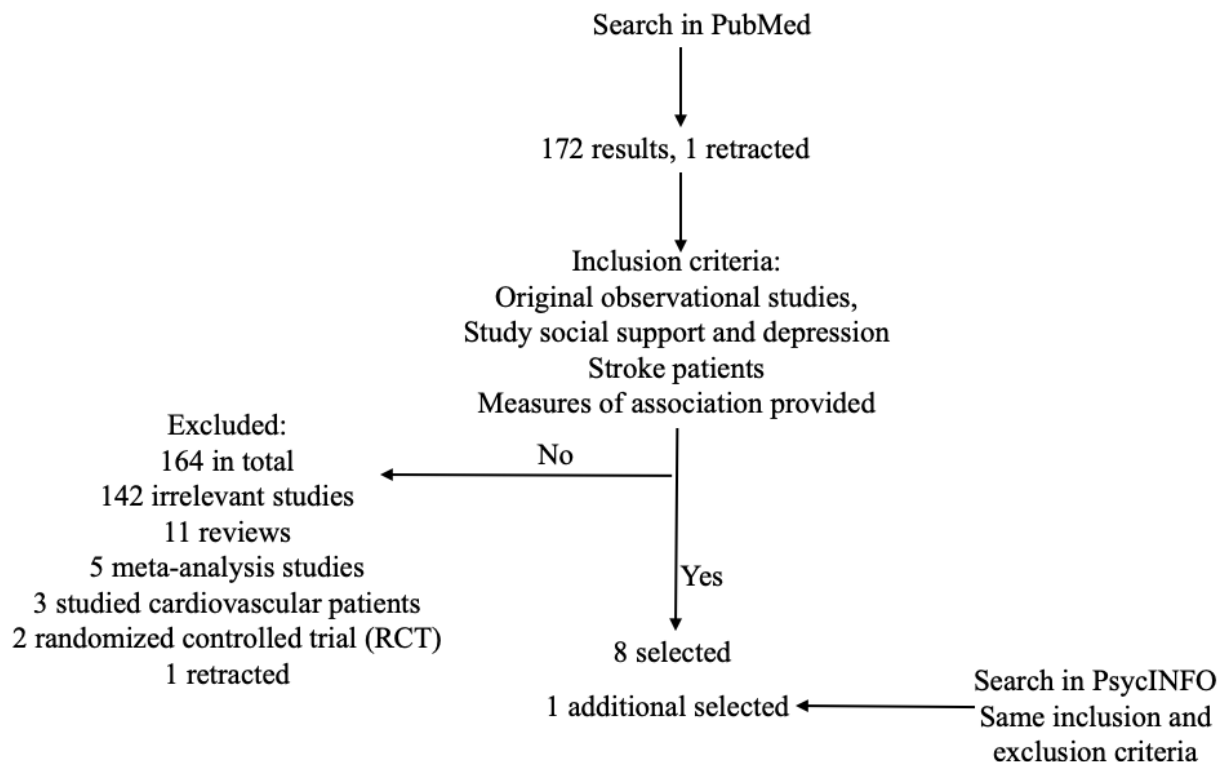 Search in PubMed
172 results, 1 retracted
Inclusion criteria:
Original observational studies,
Study social support and depression
Stroke patients
Measures of association provided
Excluded:
164 in total
142 irrelevant studies
11 reviews
5 meta-analysis studies
3 studied cardiovascular patients
2 randomized controlled trial (RCT)
1 retracted
No
Yes
8 selected
1 additional selected
Search in PsycINFO
Same inclusion and
exclusion criteria